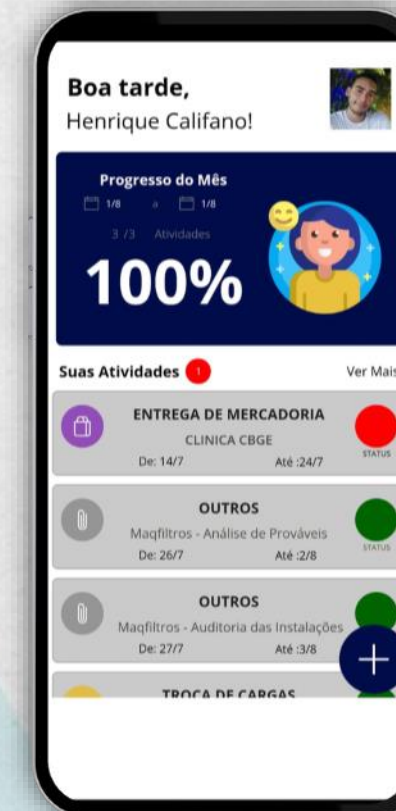 Boa tarde,
Henrique Califano!
Progresso do Mês
1/8 a 1/8
3 /3 Atividades
100%
Suas Atividades 1 Ver Mais
ENTREGA DE MERCADORIA
CLINICA CBGE
De: 14/7 Até :24/7
STATUS
OUTROS
Maqfiltros - Análise de Prováveis
De: 26/7 Até :2/8
STATUS
OUTROS
Maqfiltros - Auditoria das Instalações
De: 27/7 Até :3/8
TROCA DE CARGAS